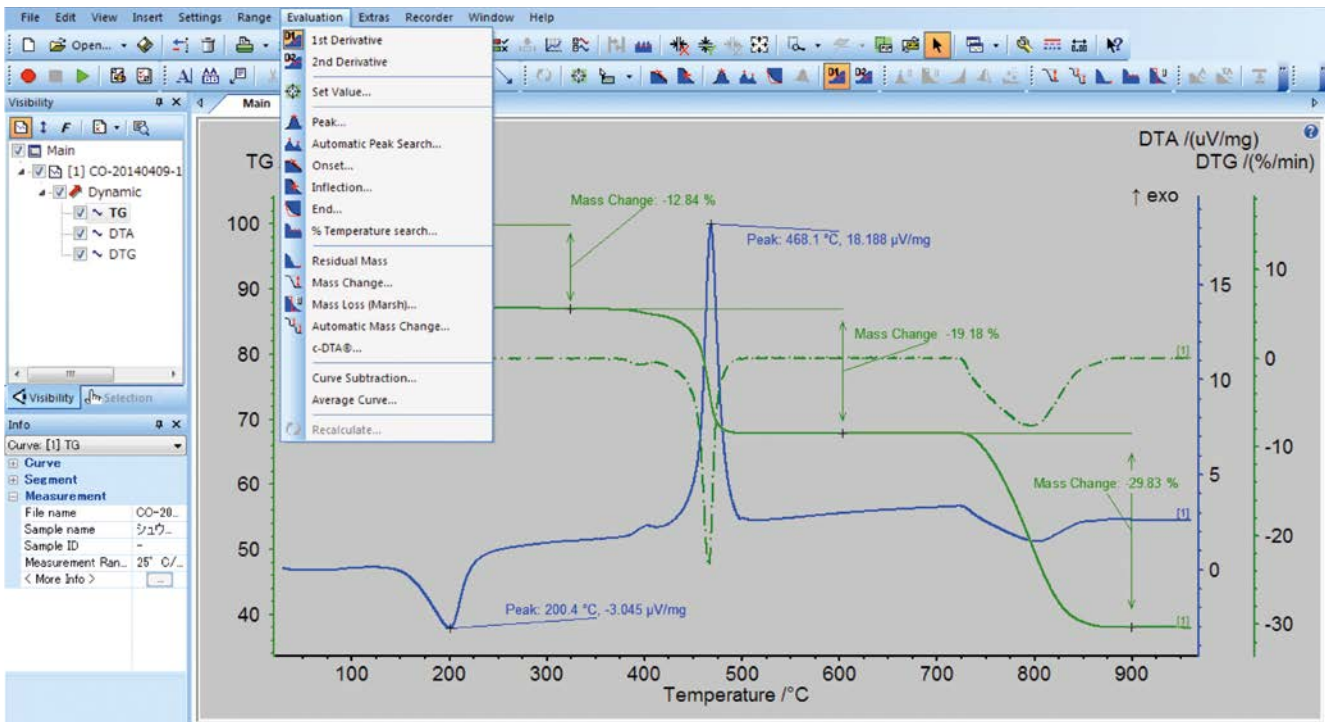 File Edit View Insert Settings Range Evaluation Extras Recorder Window Help
Open...
1st Derivative
2nd Derivative
Set Value...
Peak...
Automatic Peak Search...
Onset...
Inflection...
End...
% Temperature search...
Residual Mass
Mass Change...
Mass Loss (Marsh)...
Automatic Mass Change...
c-DTA®...
Curve Subtraction...
Average Curve...
Recalculate...
Visibility
Main
[1] CO-20140409-1
Dynamic
TG
DTA
DTG
Visibility Selection
Info
Curve: [1] TG
Curve
Segment
Measurement
File name CO-20..
Sample name シュウ..
Sample ID -
Measurement Ran.. 25° C/..
< More Info > ...
Main
TG
DTA /(uV/mg)
DTG /(%/min)
↑ exo
Mass Change: -12.84 %
Peak: 468.1 °C, 18.188 µV/mg
Mass Change: -19.18 %
Mass Change: -29.83 %
Peak: 200.4 °C, -3.045 µV/mg
[1]
[1]
[1]
100
90
80
70
60
50
40
15
10
5
0
10
0
-10
-20
-30
100 200 300 400 500 600 700 800 900
Temperature /°C